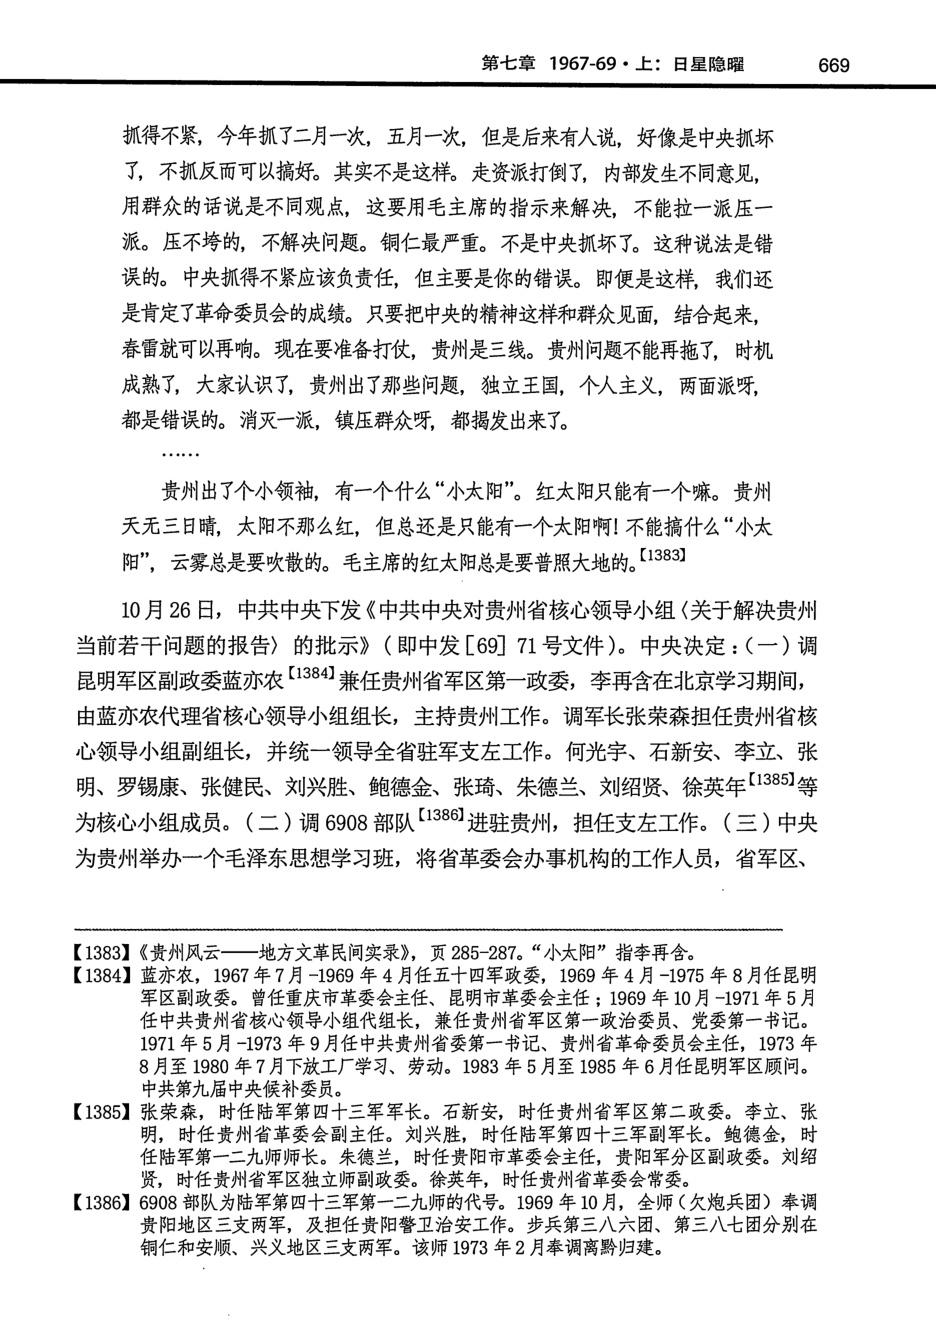 第七章 1967-69·上：日星隐曜 669
抓得不紧，今年抓了二月一次，五月一次，但是后来有人说，好像是中央抓坏
了，不抓反而可以搞好。其实不是这样。走资派打倒了，内部发生不同意见，
用群众的话说是不同观点，这要用毛主席的指示来解决，不能拉一派压一
派。压不垮的，不解决问题。铜仁最严重。不是中央抓坏了。这种说法是错
误的。中央抓得不紧应该负责任，但主要是你的错误。即便是这样，我们还
是肯定了革命委员会的成绩。只要把中央的精神这样和群众见面，结合起来，
春雷就可以再响。现在要准备打仗，贵州是三线。贵州问题不能再拖了，时机
成熟了，大家认识了，贵州出了那些问题，独立王国，个人主义，两面派呀，
都是错误的。消灭一派，镇压群众呀，都揭发出来了。
……
贵州出了个小领袖，有一个什么“小太阳”。红太阳只能有一个嘛。贵州
天无三日晴，太阳不那么红，但总还是只能有一个太阳啊！不能搞什么“小太
阳”，云雾总是要吹散的。毛主席的红太阳总是要普照大地的。【1383】
10月26日，中共中央下发《中共中央对贵州省核心领导小组〈关于解决贵州
当前若干问题的报告〉的批示》（即中发［69］71号文件）。中央决定：（一）调
昆明军区副政委蓝亦农【1384】兼任贵州省军区第一政委，李再含在北京学习期间，
由蓝亦农代理省核心领导小组组长，主持贵州工作。调军长张荣森担任贵州省核
心领导小组副组长，并统一领导全省驻军支左工作。何光宇、石新安、李立、张
明、罗锡康、张健民、刘兴胜、鲍德金、张琦、朱德兰、刘绍贤、徐英年【1385】等
为核心小组成员。（二）调6908部队【1386】进驻贵州，担任支左工作。（三）中央
为贵州举办一个毛泽东思想学习班，将省革委会办事机构的工作人员，省军区、
【1383】《贵州风云——地方文革民间实录》，页285-287。“小太阳”指李再含。
【1384】蓝亦农，1967年7月-1969年4月任五十四军政委，1969年4月-1975年8月任昆明
军区副政委。曾任重庆市革委会主任、昆明市革委会主任；1969年10月-1971年5月
任中共贵州省核心领导小组代组长，兼任贵州省军区第一政治委员、党委第一书记。
1971年5月-1973年9月任中共贵州省委第一书记、贵州省革命委员会主任，1973年
8月至1980年7月下放工厂学习、劳动。1983年5月至1985年6月任昆明军区顾问。
中共第九届中央候补委员。
【1385】张荣森，时任陆军第四十三军军长。石新安，时任贵州省军区第二政委。李立、张
明，时任贵州省革委会副主任。刘兴胜，时任陆军第四十三军副军长。鲍德金，时
任陆军第一二九师师长。朱德兰，时任贵阳市革委会主任，贵阳军分区副政委。刘绍
贤，时任贵州省军区独立师副政委。徐英年，时任贵州省革委会常委。
【1386】6908部队为陆军第四十三军第一二九师的代号。1969年10月，全师（欠炮兵团）奉调
贵阳地区三支两军，及担任贵阳警卫治安工作。步兵第三八六团、第三八七团分别在
铜仁和安顺、兴义地区三支两军。该师1973年2月奉调离黔归建。